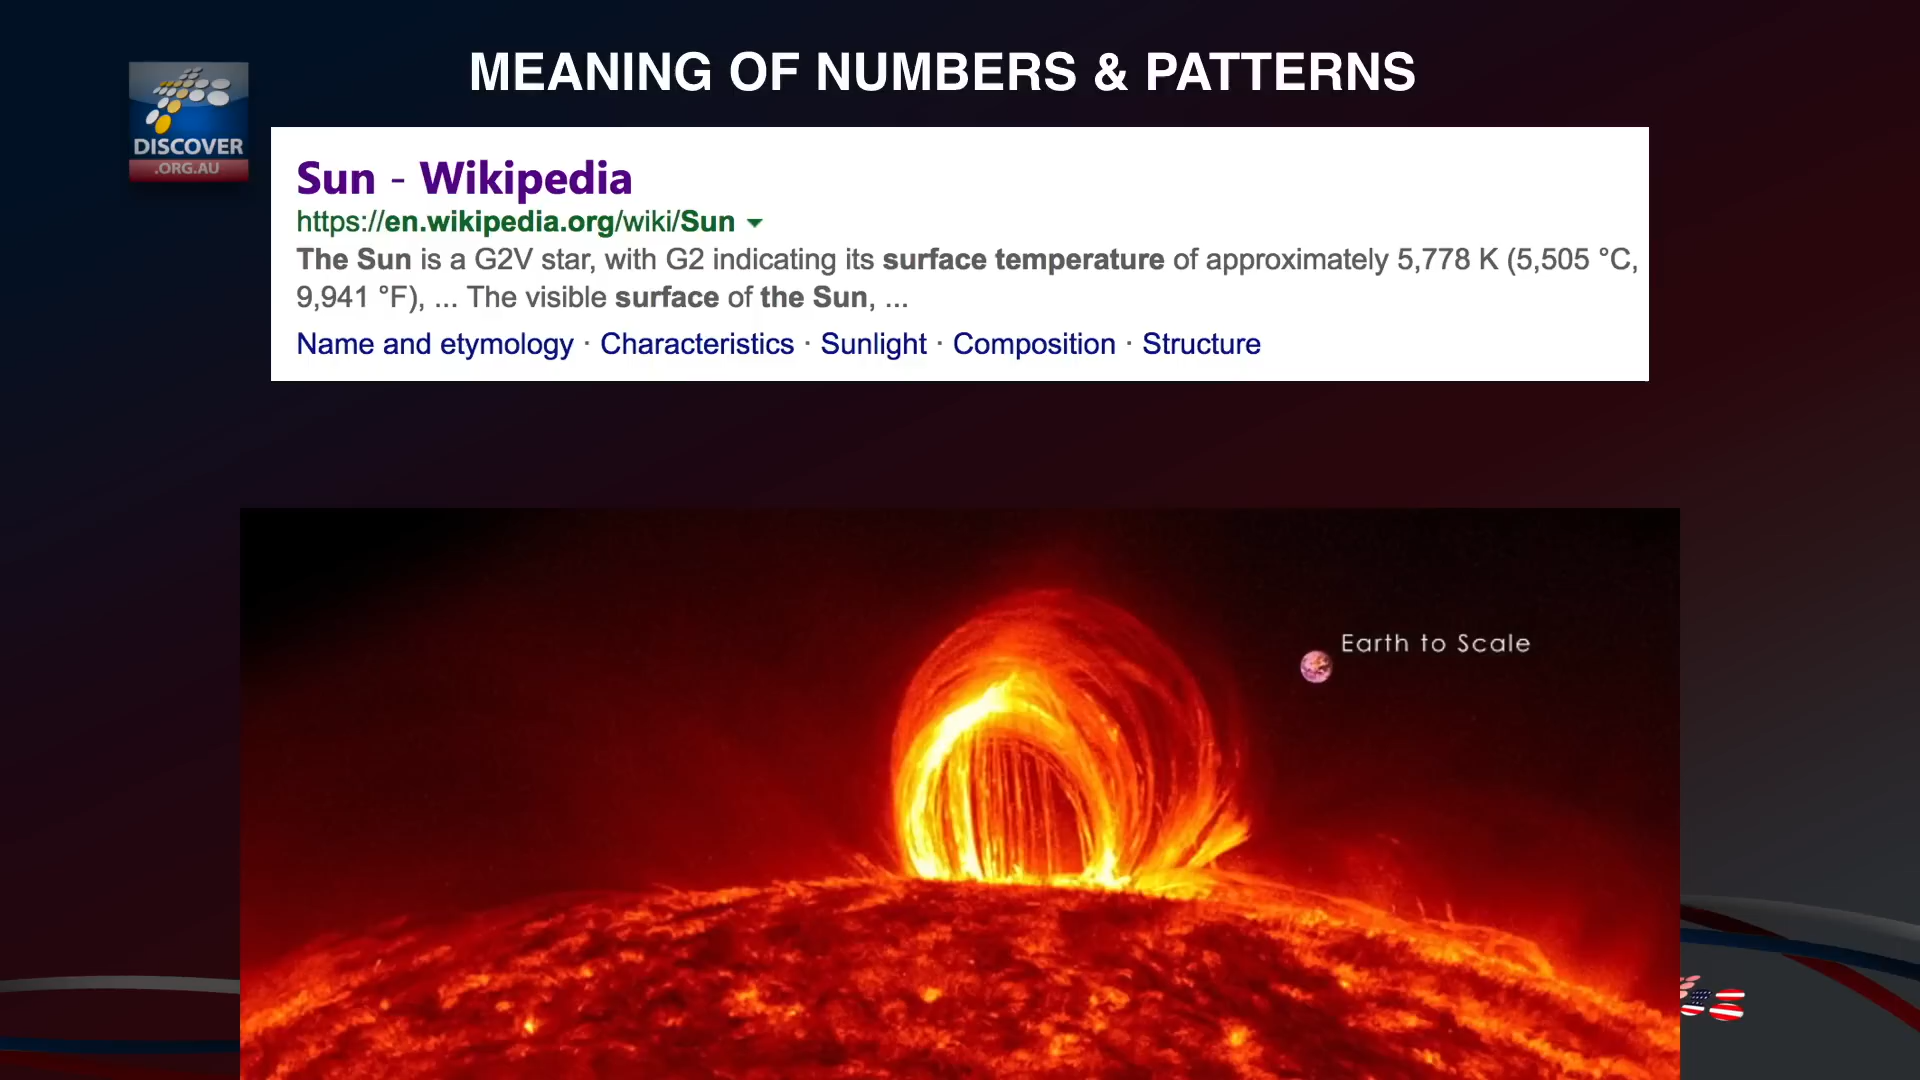 MEANING OF NUMBERS & PATTERNS
DISCOVER
.ORG.AU
Sun - Wikipedia
https://en.wikipedia.org/wiki/Sun
The Sun is a G2V star, with G2 indicating its surface temperature of approximately 5,778 K (5,505 °C,
9,941 °F), ... The visible surface of the Sun, ...
Name and etymology · Characteristics · Sunlight · Composition · Structure
Earth to Scale